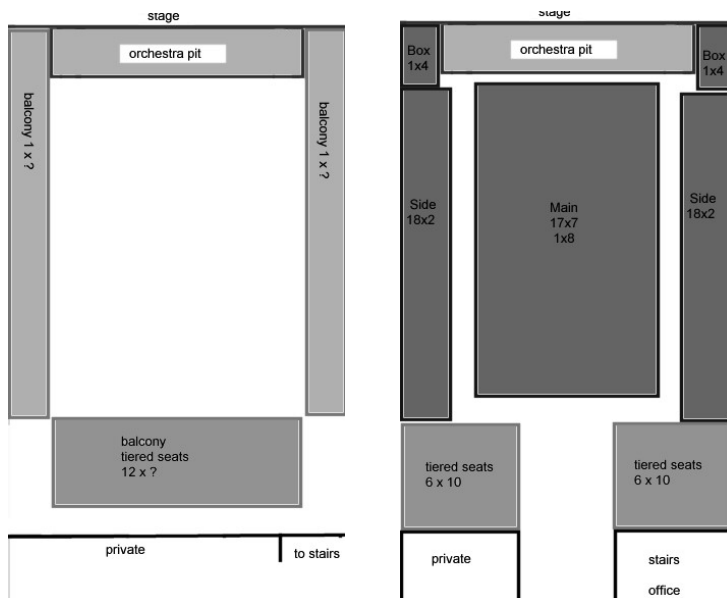 stage
orchestra pit
balcony 1 x ?
balcony 1 x ?
balcony
tiered seats
12 x ?
private
to stairs
stage
Box
1x4
orchestra pit
Box
1x4
Side
18x2
Main
17x7
1x8
Side
18x2
tiered seats
6 x 10
tiered seats
6 x 10
private
stairs
office